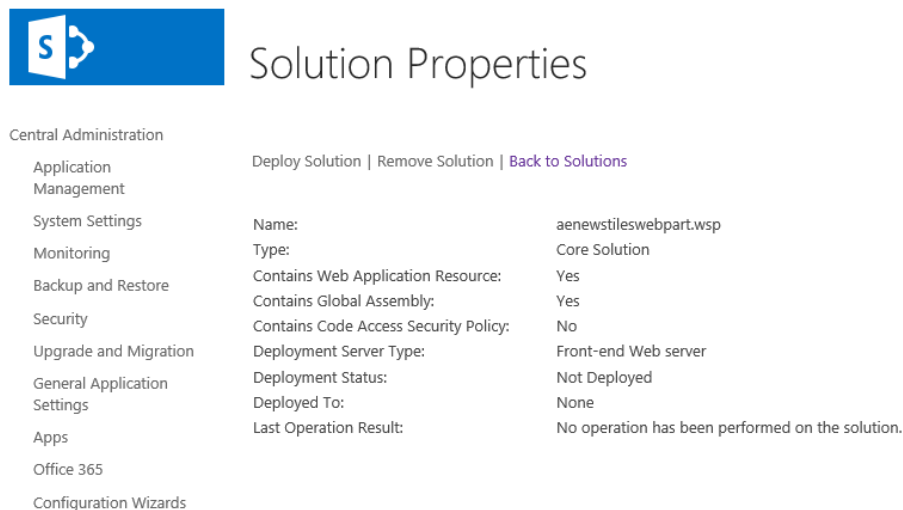 S
Solution Properties
Central Administration
Application
Management
System Settings
Monitoring
Backup and Restore
Security
Upgrade and Migration
General Application
Settings
Apps
Office 365
Configuration Wizards
Deploy Solution | Remove Solution | Back to Solutions
Name: aenewstileswebpart.wsp
Type: Core Solution
Contains Web Application Resource: Yes
Contains Global Assembly: Yes
Contains Code Access Security Policy: No
Deployment Server Type: Front-end Web server
Deployment Status: Not Deployed
Deployed To: None
Last Operation Result: No operation has been performed on the solution.